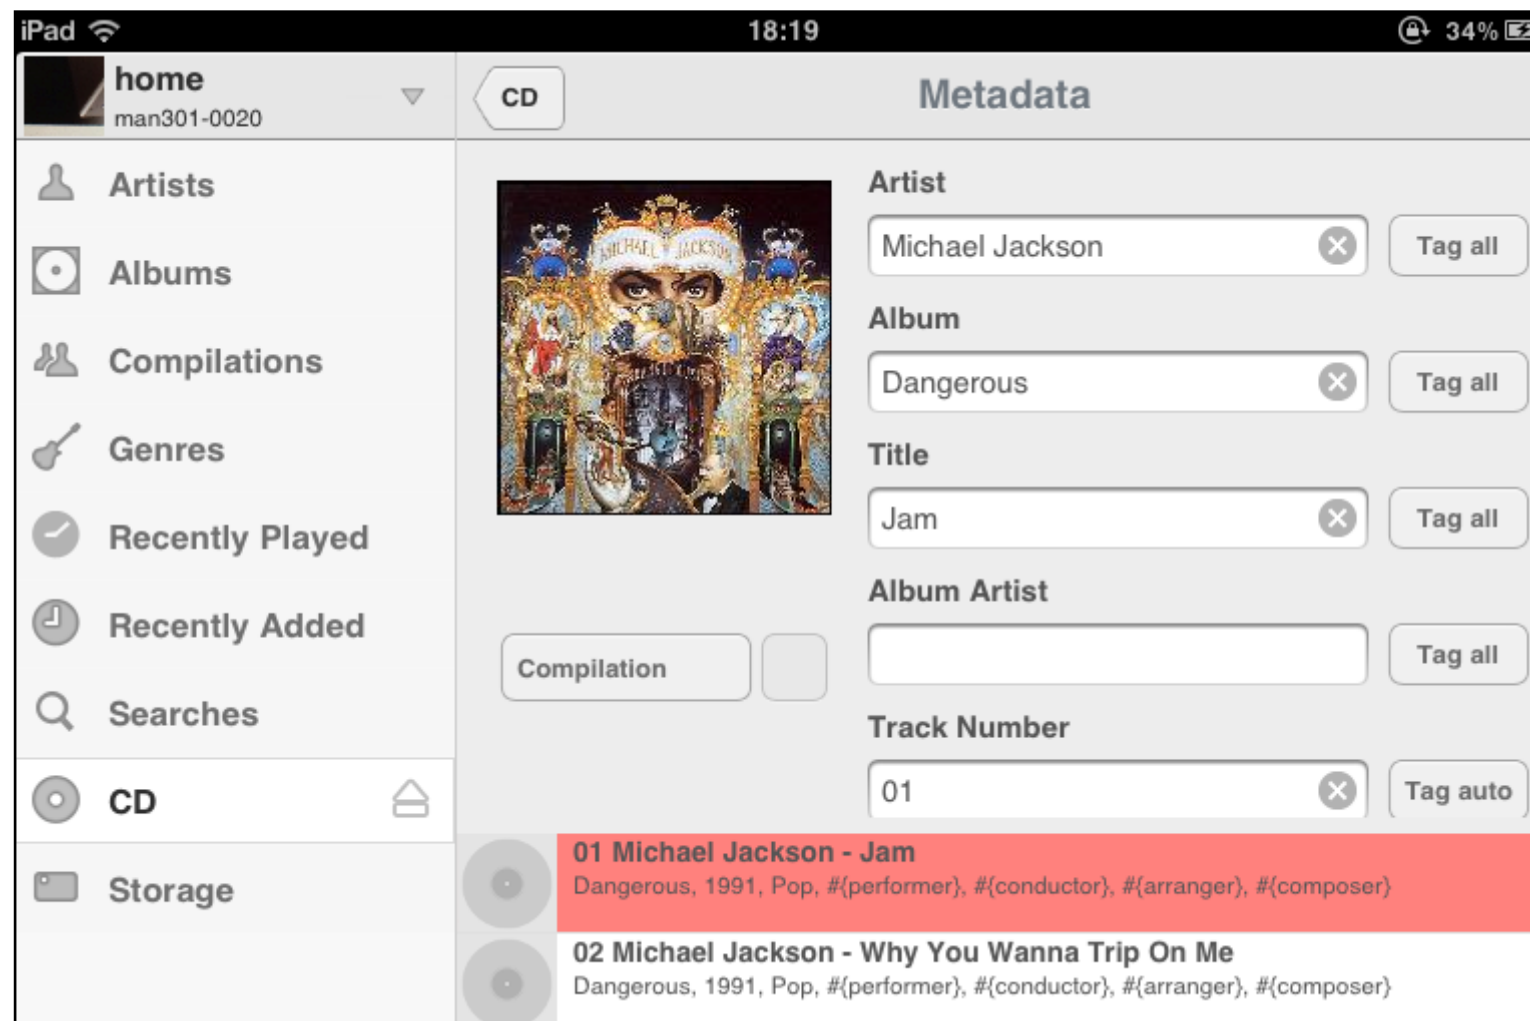 iPad
18:19
34%
home
man301-0020
CD
Metadata
Artists
Albums
Compilations
Genres
Recently Played
Recently Added
Searches
CD
Storage
MICHAEL JACKSON
Compilation
Artist
Michael Jackson
Tag all
Album
Dangerous
Tag all
Title
Jam
Tag all
Album Artist
Tag all
Track Number
01
Tag auto
01 Michael Jackson - Jam
Dangerous, 1991, Pop, #{performer}, #{conductor}, #{arranger}, #{composer}
02 Michael Jackson - Why You Wanna Trip On Me
Dangerous, 1991, Pop, #{performer}, #{conductor}, #{arranger}, #{composer}